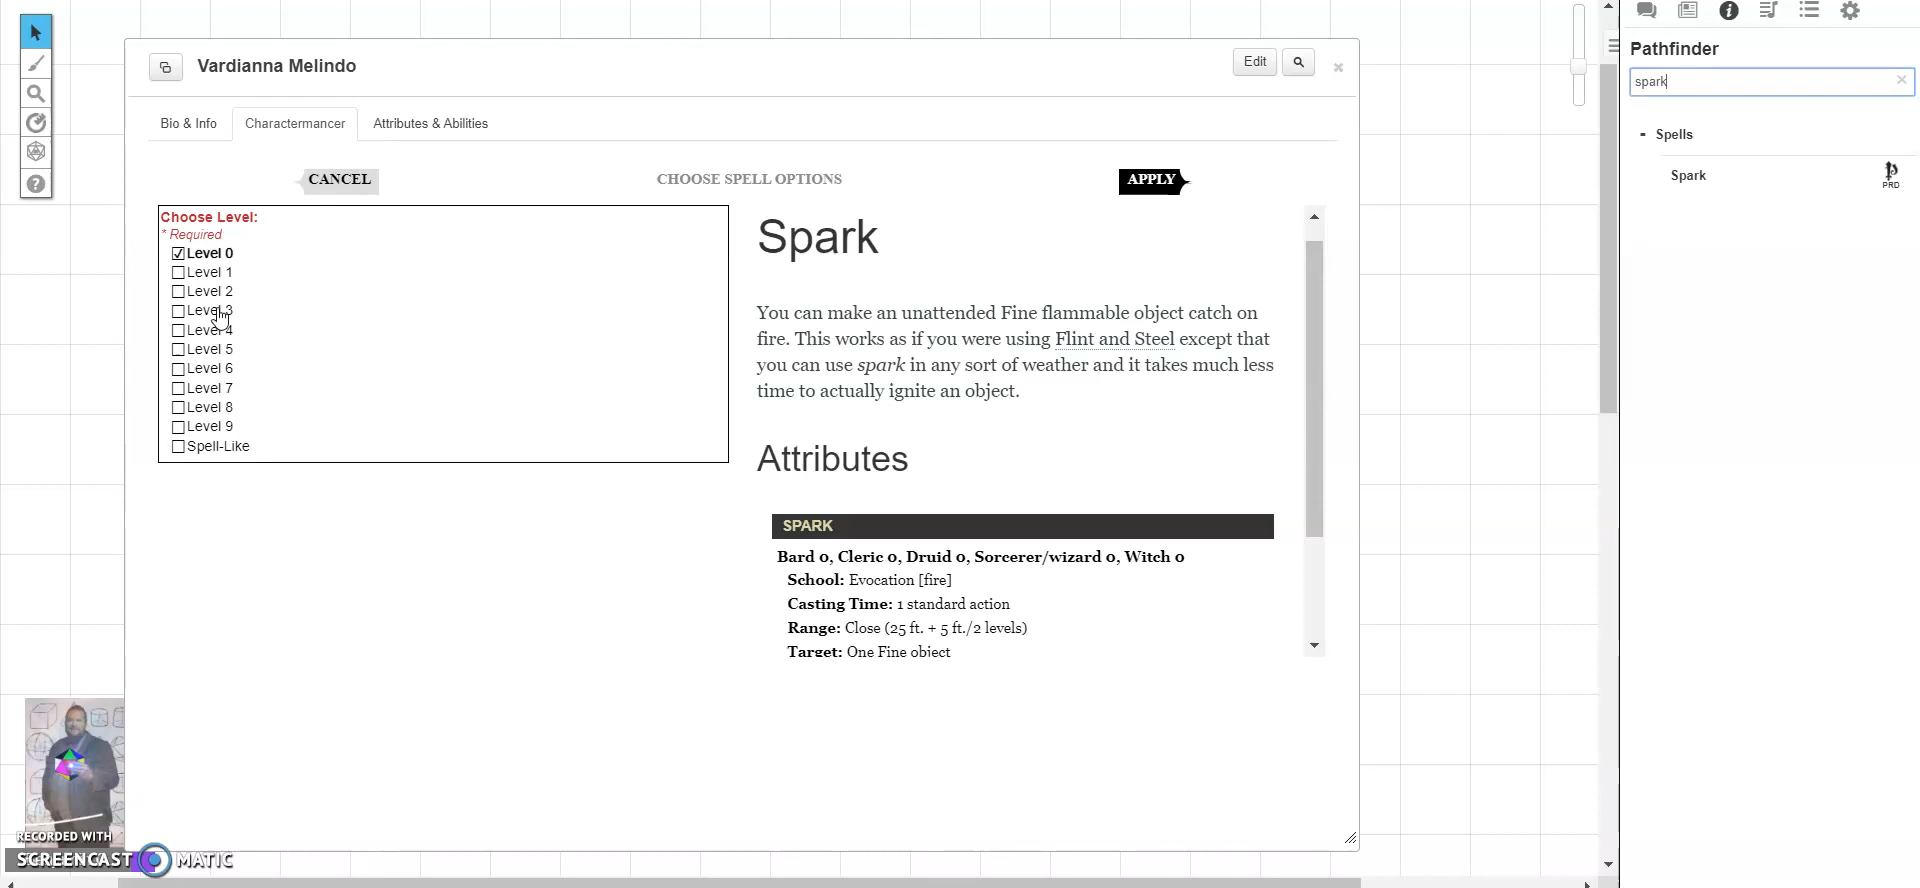 Vardianna Melindo
Edit
Bio & Info
Charactermancer
Attributes & Abilities
CANCEL
CHOOSE SPELL OPTIONS
APPLY
Choose Level:
* Required
Level 0
Level 1
Level 2
Level 3
Level 4
Level 5
Level 6
Level 7
Level 8
Level 9
Spell-Like
Spark
You can make an unattended Fine flammable object catch on
fire. This works as if you were using Flint and Steel except that
you can use spark in any sort of weather and it takes much less
time to actually ignite an object.
Attributes
SPARK
Bard 0, Cleric 0, Druid 0, Sorcerer/wizard 0, Witch 0
School: Evocation [fire]
Casting Time: 1 standard action
Range: Close (25 ft. + 5 ft./2 levels)
Target: One Fine object
Pathfinder
spark
Spells
Spark
PRD
RECORDED WITH
SCREENCAST MATIC